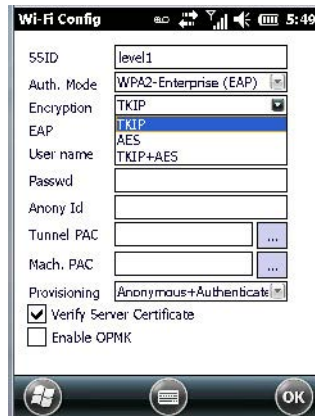 Wi-Fi Config 5:49
SSID level1
Auth. Mode WPA2-Enterprise (EAP)
Encryption TKIP
TKIP
EAP AES
User name TKIP+AES
Passwd
Anony Id
Tunnel PAC ...
Mach. PAC ...
Provisioning Anonymous+Authenticate
Verify Server Certificate
Enable OPMK
OK